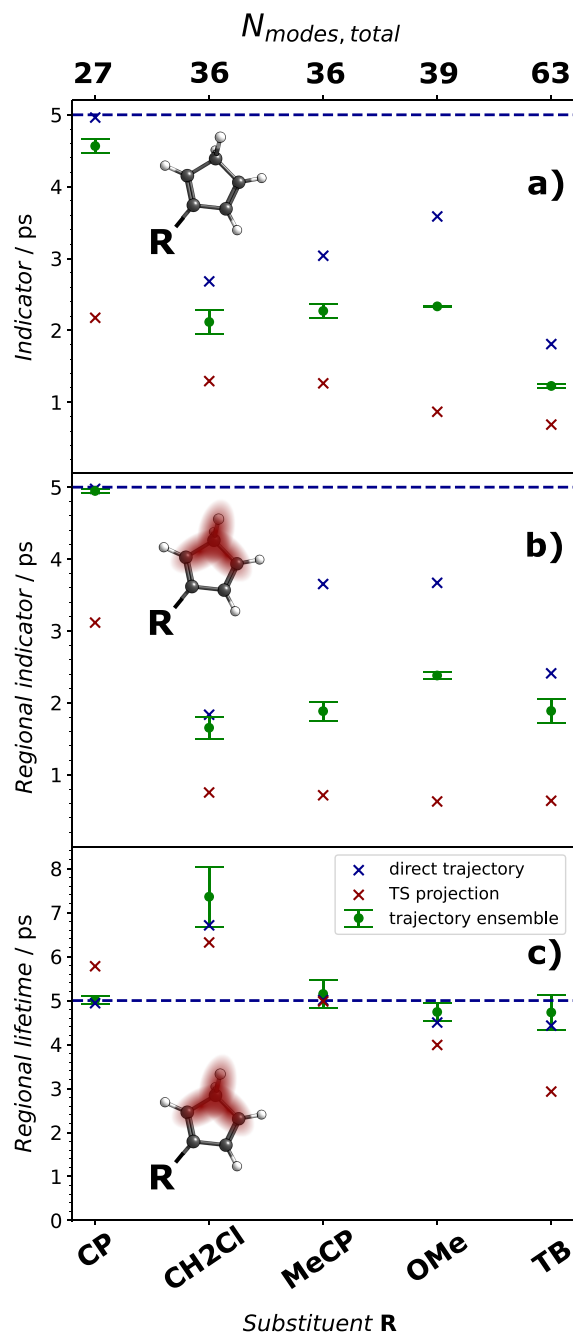 N_modes,total
27 36 36 39 63
5
4
3
2
1
Indicator / ps
a)
R
5
4
3
2
1
Regional indicator / ps
b)
R
8
7
6
5
4
3
2
1
0
Regional lifetime / ps
direct trajectory
TS projection
trajectory ensemble
c)
R
CP CH2Cl MeCP OMe TB
Substituent R